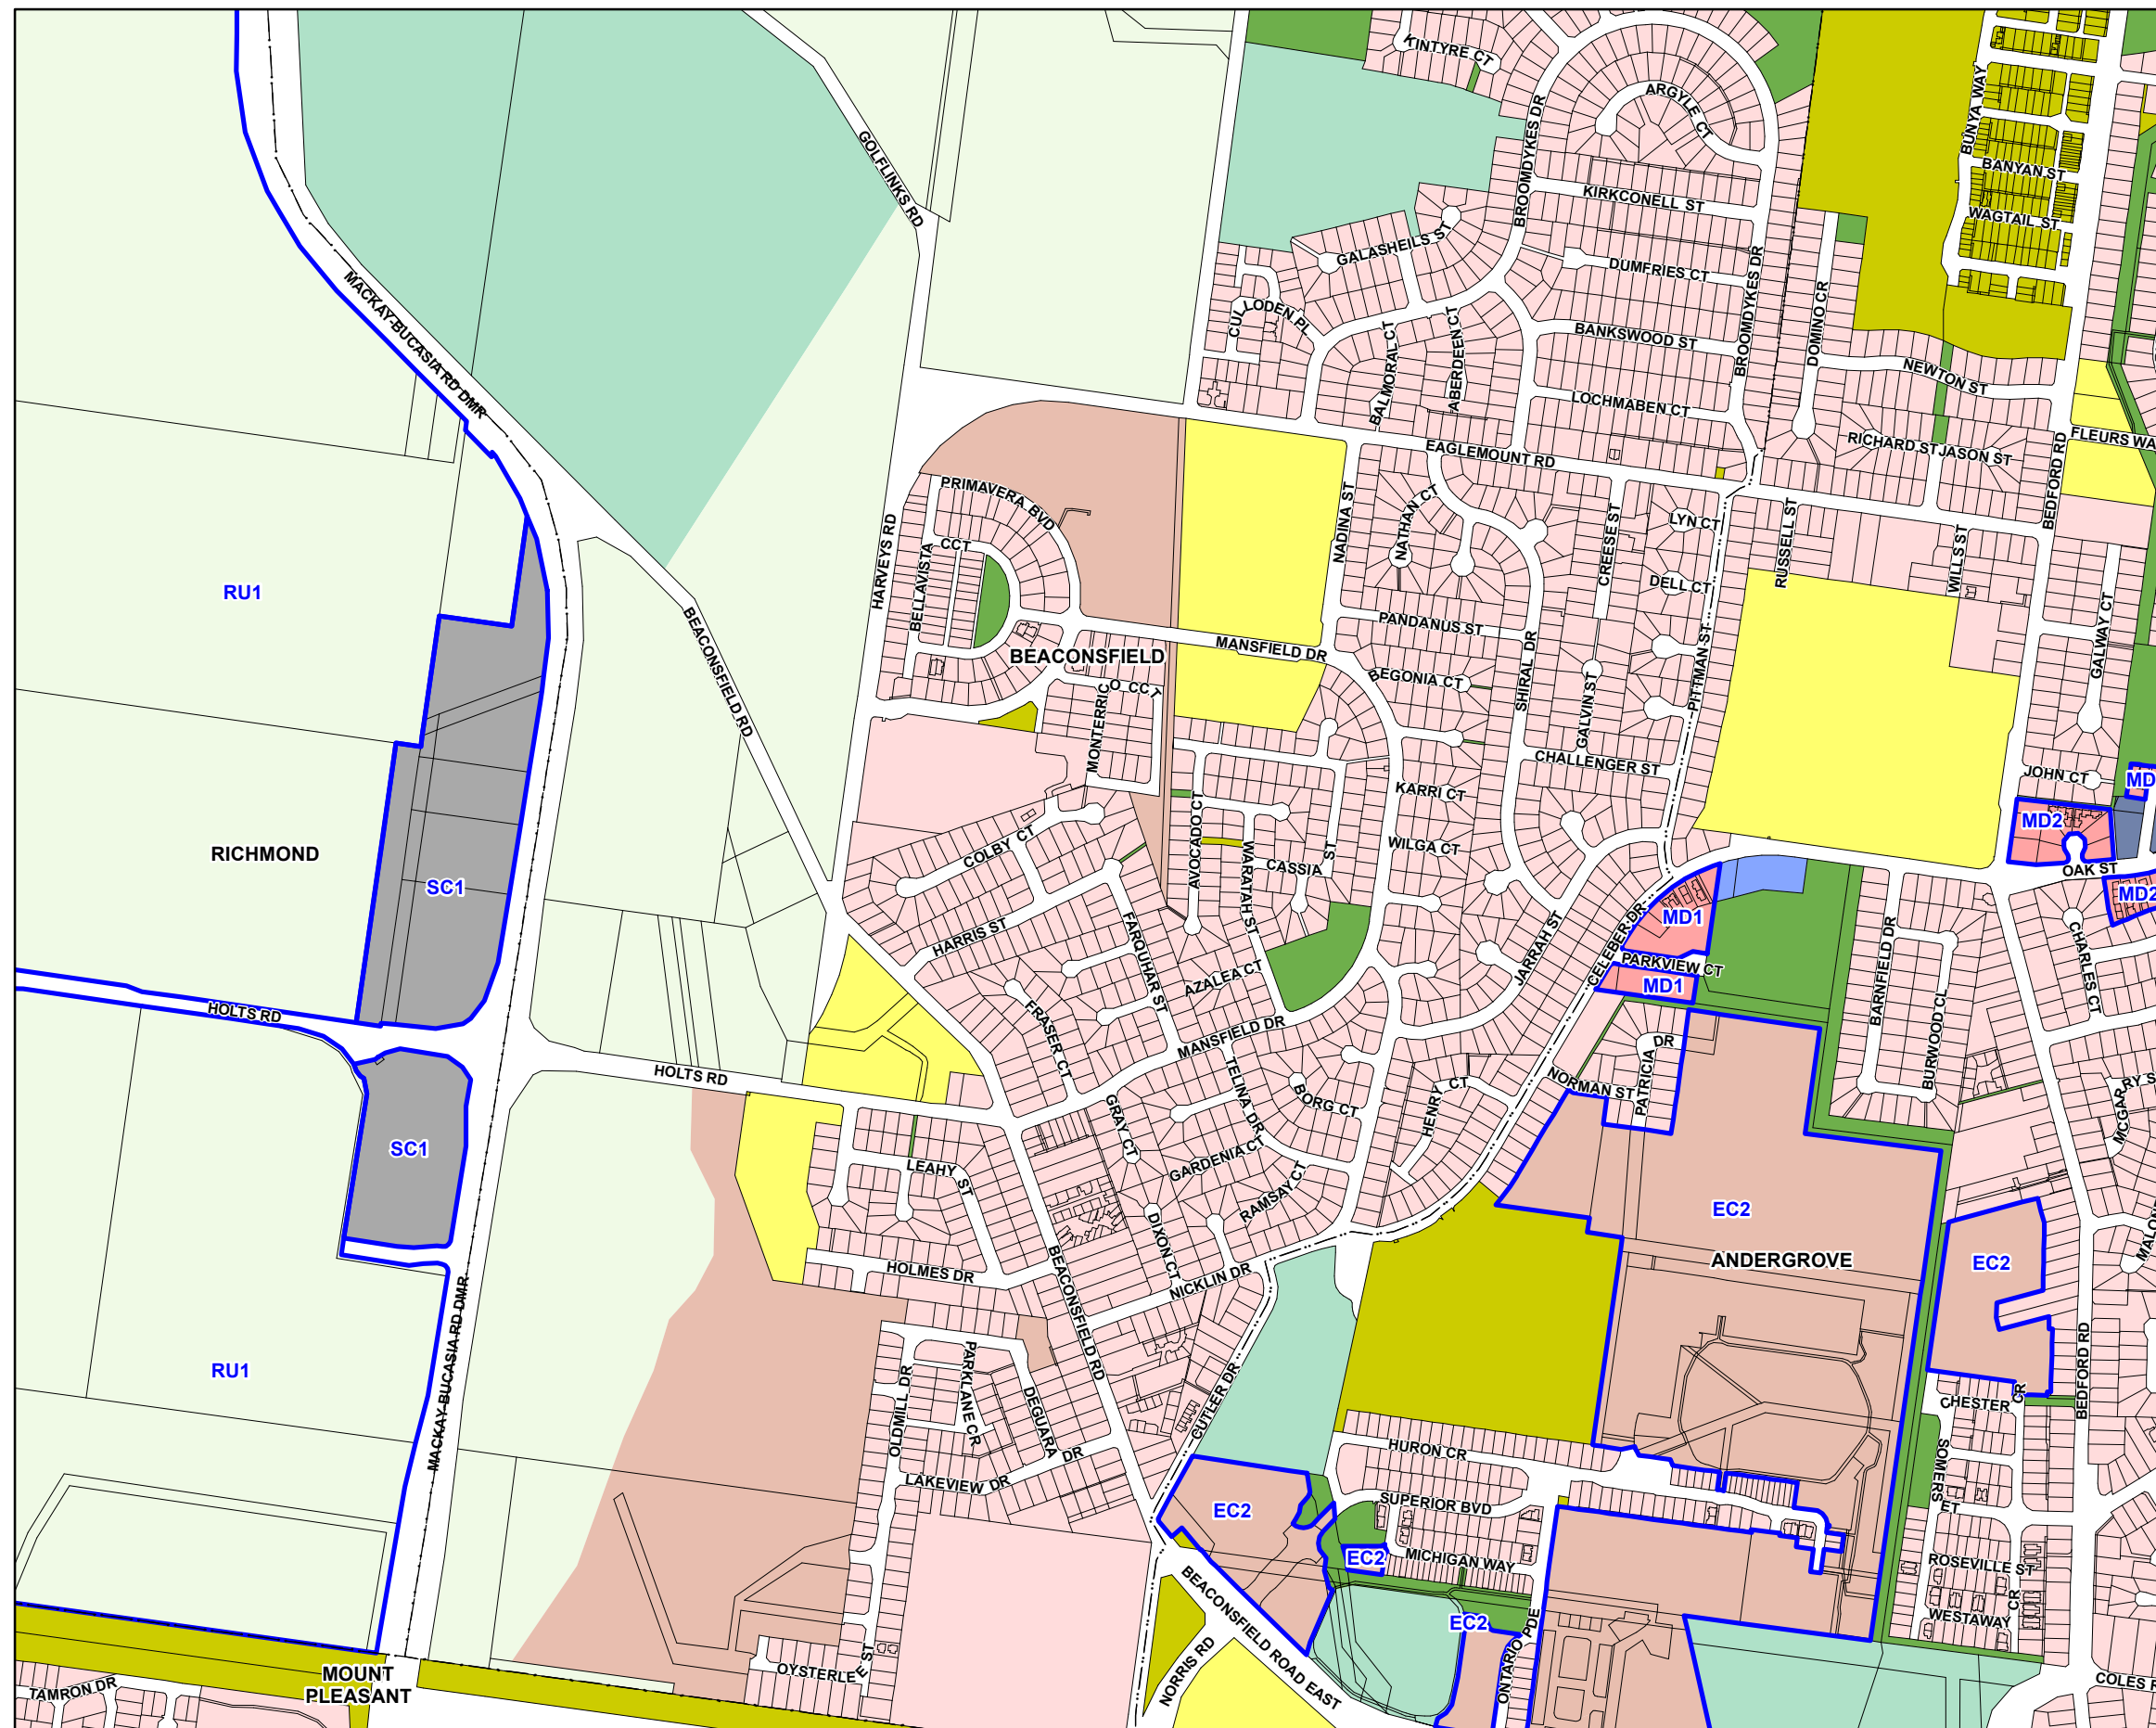 KINTYRE CT
ARGYLE CT
BUNYA WAY
BROOMDYKES DR
BANYAN ST
GOLFLINKS RD
KIRKCONELL ST
WAGTAIL ST
GALASHEILS ST
DUMFRIES CT
BROOMDYKES DR
DOMINO CR
MACKAY-BUCASIA RD DMR
CULLODEN PL
BALMORAL CT
ABERDEEN CT
BANKSWOOD ST
NEWTON ST
LOCHMABEN CT
EAGLEMOUNT RD
RICHARD ST
JASON ST
BEDFORD RD
FLEURS WA
PRIMAVERA BVD
NADINA ST
NATHAN CT
CREESE ST
LYN CT
RUSSELL ST
WILLS ST
HARVEYS RD
BELLAVISTA CCT
DELL CT
RU1
PANDANUS ST
GALWAY CT
BEACONSFIELD RD
BEACONSFIELD
MANSFIELD DR
SHIRAL DR
PITTMAN ST
BEGONIA CT
MONTERRICO CCT
GALVIN ST
CHALLENGER ST
JOHN CT
MD
KARRI CT
MD2
COLBY CT
AVOCADO CT
WARATAH ST
CASSIA ST
WILGA CT
RICHMOND
OAK ST
SC1
MD2
MD1
HARRIS ST
FARQUHAR ST
JARRAH ST
CELEBER DR
BARNFIELD DR
CHARLES CT
PARKVIEW CT
AZALEA CT
MD1
HOLTS RD
FRASER CT
MANSFIELD DR
PATRICIA DR
BURWOOD CL
HOLTS RD
TELINA DR
BORG CT
HENRY CT
NORMAN ST
MCGARRY S
GRAY CT
SC1
LEAHY ST
GARDENIA CT
RAMSAY CT
EC2
DIXON CT
MALON
HOLMES DR
NICKLIN DR
ANDERGROVE
EC2
BEACONSFIELD RD
MACKAY-BUCASIA RD DMR
RU1
OLDMILL DR
PARKLANE CR
DEGUARA DR
CUTLER DR
BEDFORD RD
CHESTER CR
HURON CR
LAKEVIEW DR
SOMERSET
SUPERIOR BVD
EC2
EC2
MICHIGAN WAY
ROSEVILLE ST
WESTAWAY CR
BEACONSFIELD ROAD EAST
EC2
ONTARIO PDE
NORRIS RD
OYSTERLEE ST
MOUNT
PLEASANT
TAMRON DR
COLES R